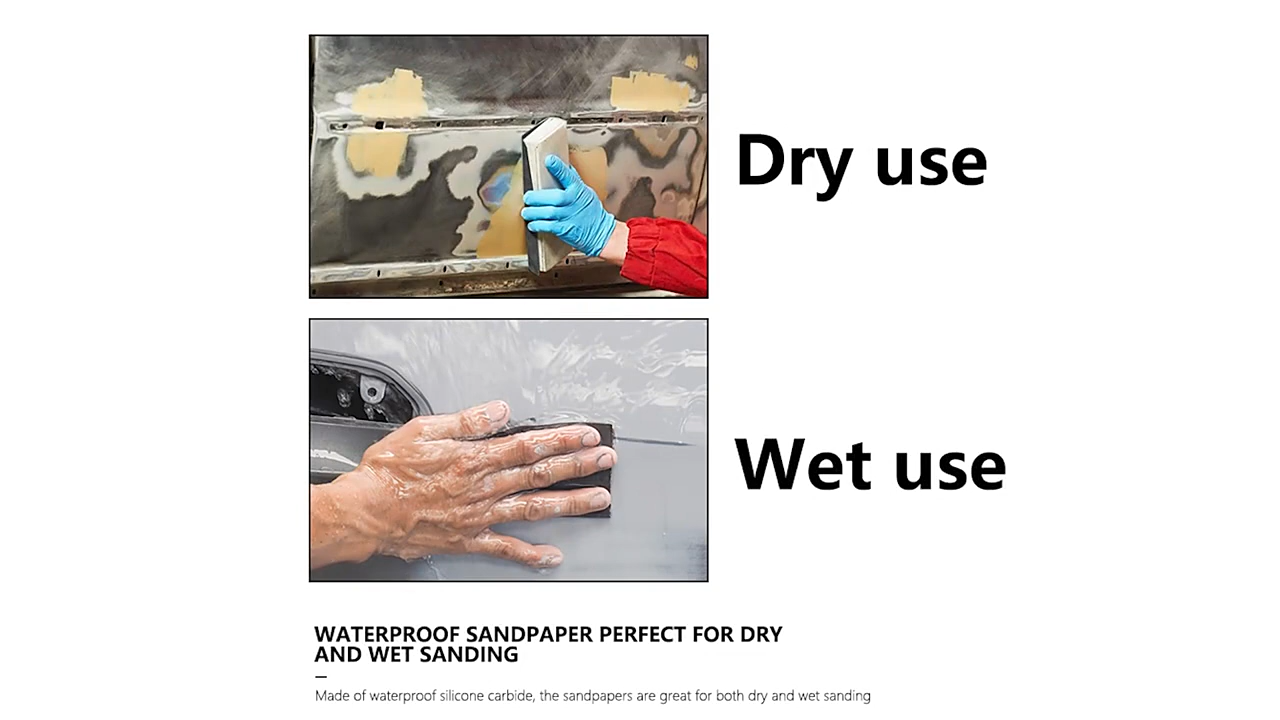 Dry use
Wet use
WATERPROOF SANDPAPER PERFECT FOR DRY
AND WET SANDING
Made of waterproof silicone carbide, the sandpapers are great for both dry and wet sanding